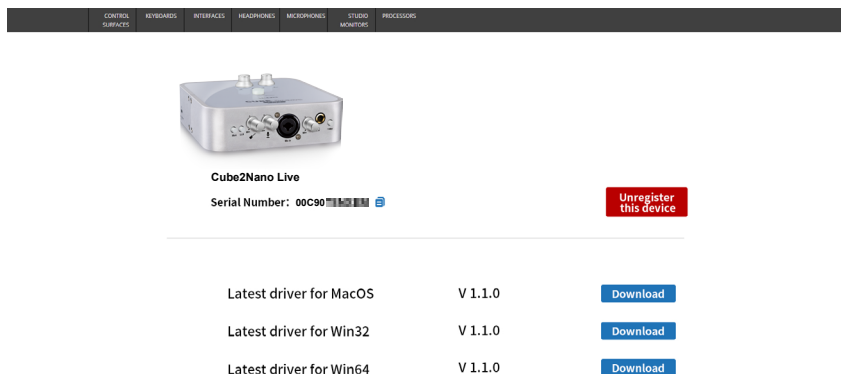 CONTROL SURFACES KEYBOARDS INTERFACES HEADPHONES MICROPHONES STUDIO MONITORS PROCESSORS
Cube2Nano Live
Serial Number: 00C90
Unregister
this device
Latest driver for MacOS V 1.1.0 Download
Latest driver for Win32 V 1.1.0 Download
Latest driver for Win64 V 1.1.0 Download